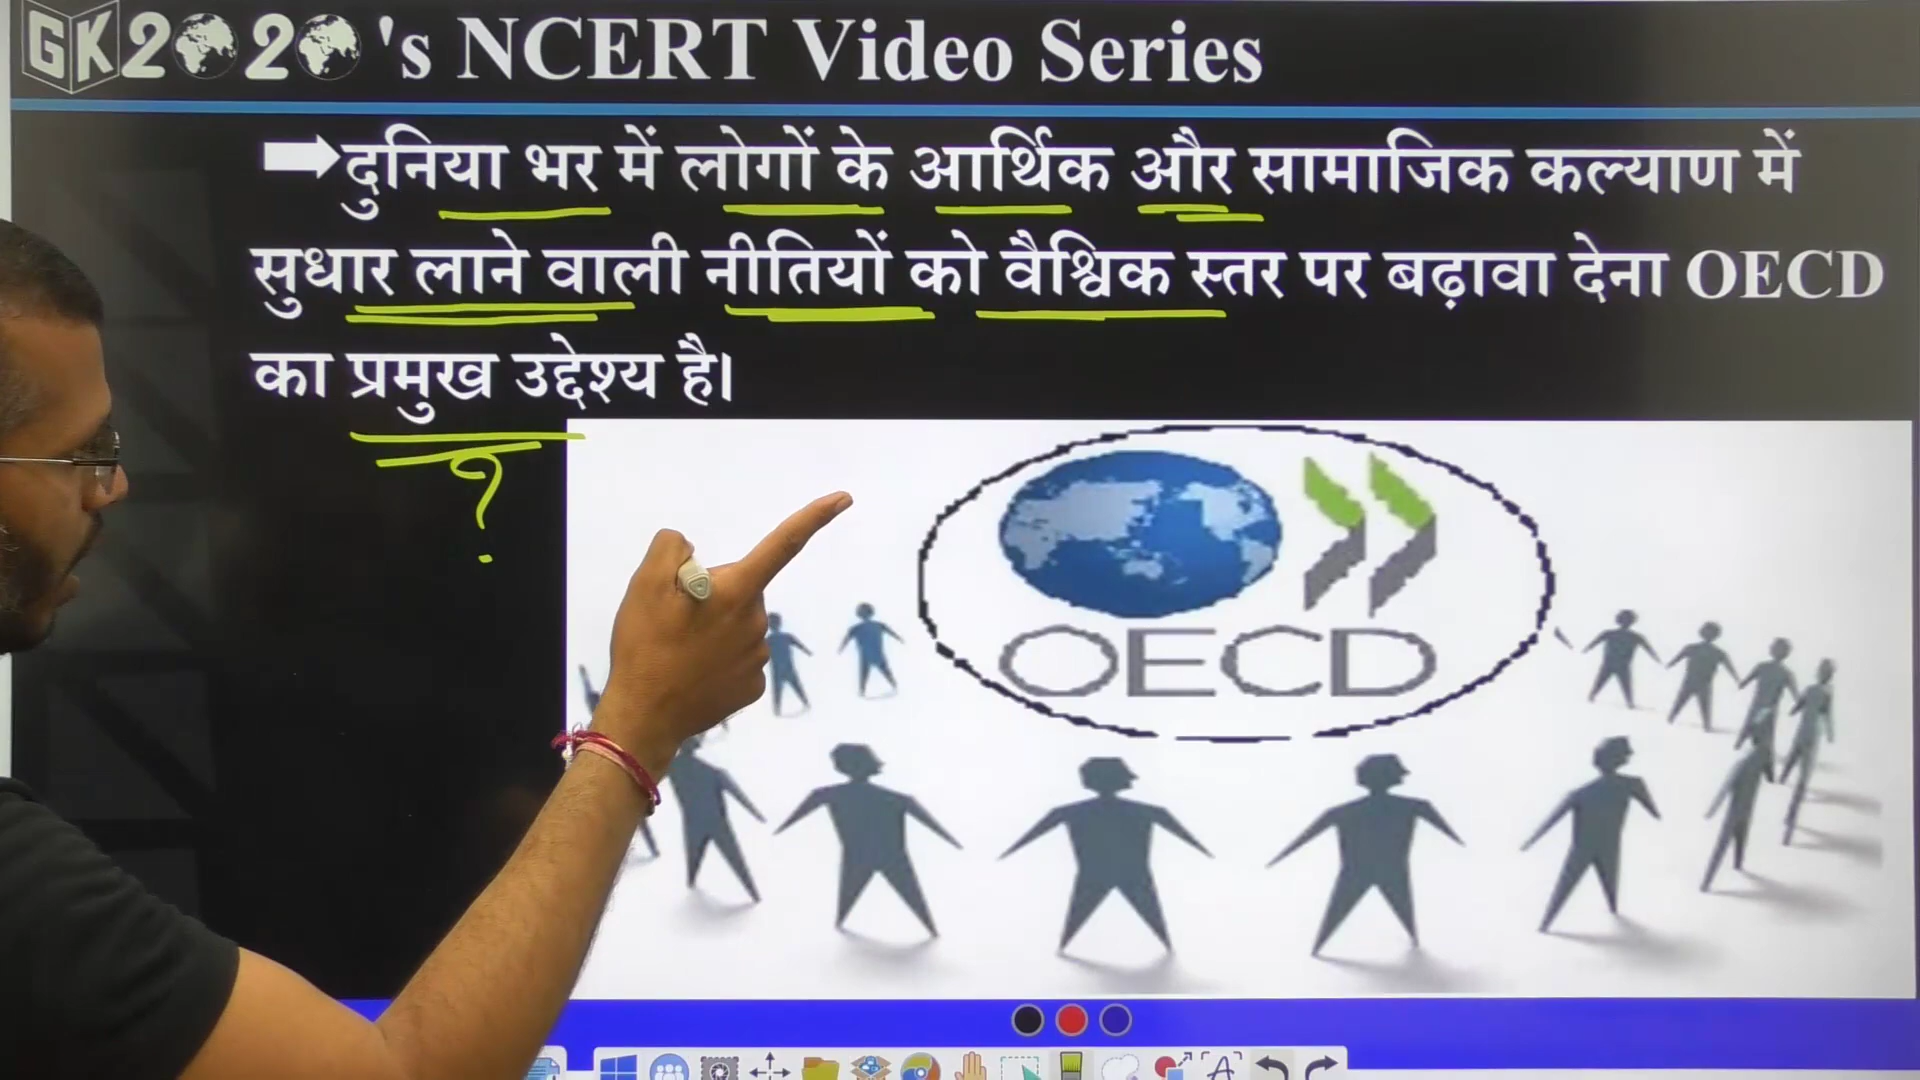 GK2020's NCERT Video Series
➡दुनिया भर में लोगों के आर्थिक और सामाजिक कल्याण में
सुधार लाने वाली नीतियों को वैश्विक स्तर पर बढ़ावा देना OECD
का प्रमुख उद्देश्य है।
?
OECD